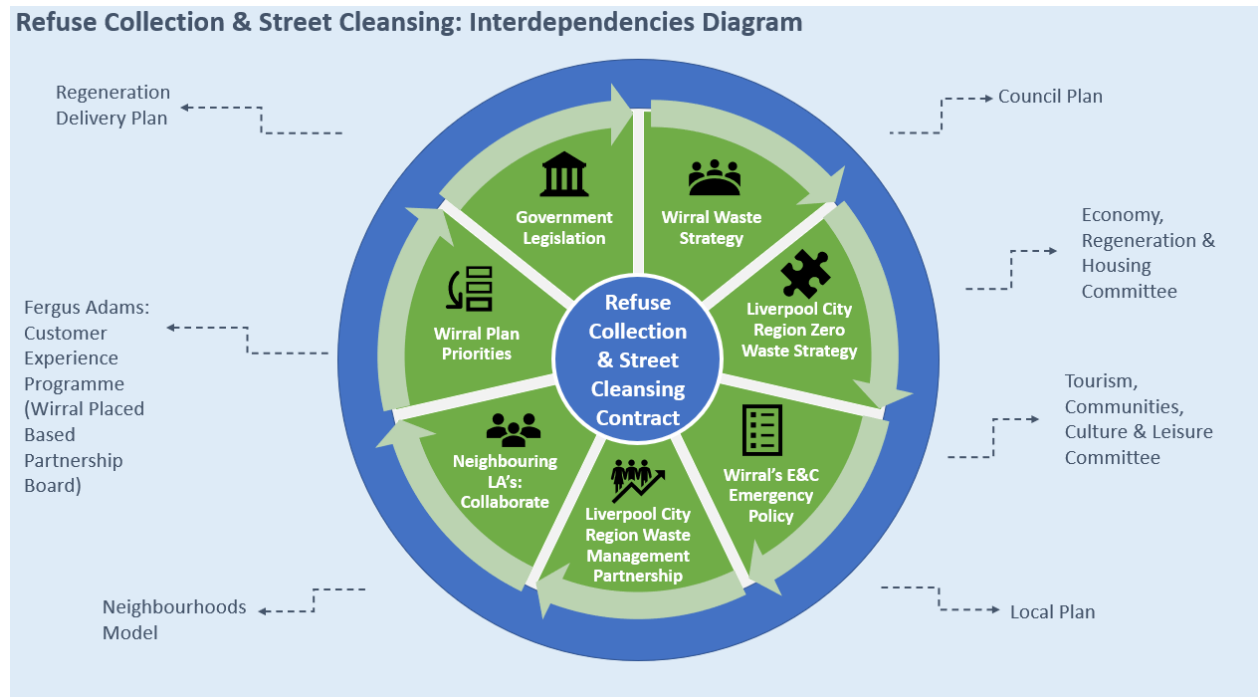 Refuse Collection & Street Cleansing: Interdependencies Diagram
Regeneration
Delivery Plan
Council Plan
Government
Legislation
Wirral Waste
Strategy
Economy,
Regeneration &
Housing
Committee
Fergus Adams:
Customer
Experience
Programme
(Wirral Placed
Based
Partnership
Board)
Wirral Plan
Priorities
Refuse
Collection
& Street
Cleansing
Contract
Liverpool City
Region Zero
Waste Strategy
Tourism,
Communities,
Culture & Leisure
Committee
Neighbouring
LA's:
Collaborate
Liverpool City
Region Waste
Management
Partnership
Wirral's E&C
Emergency
Policy
Neighbourhoods
Model
Local Plan